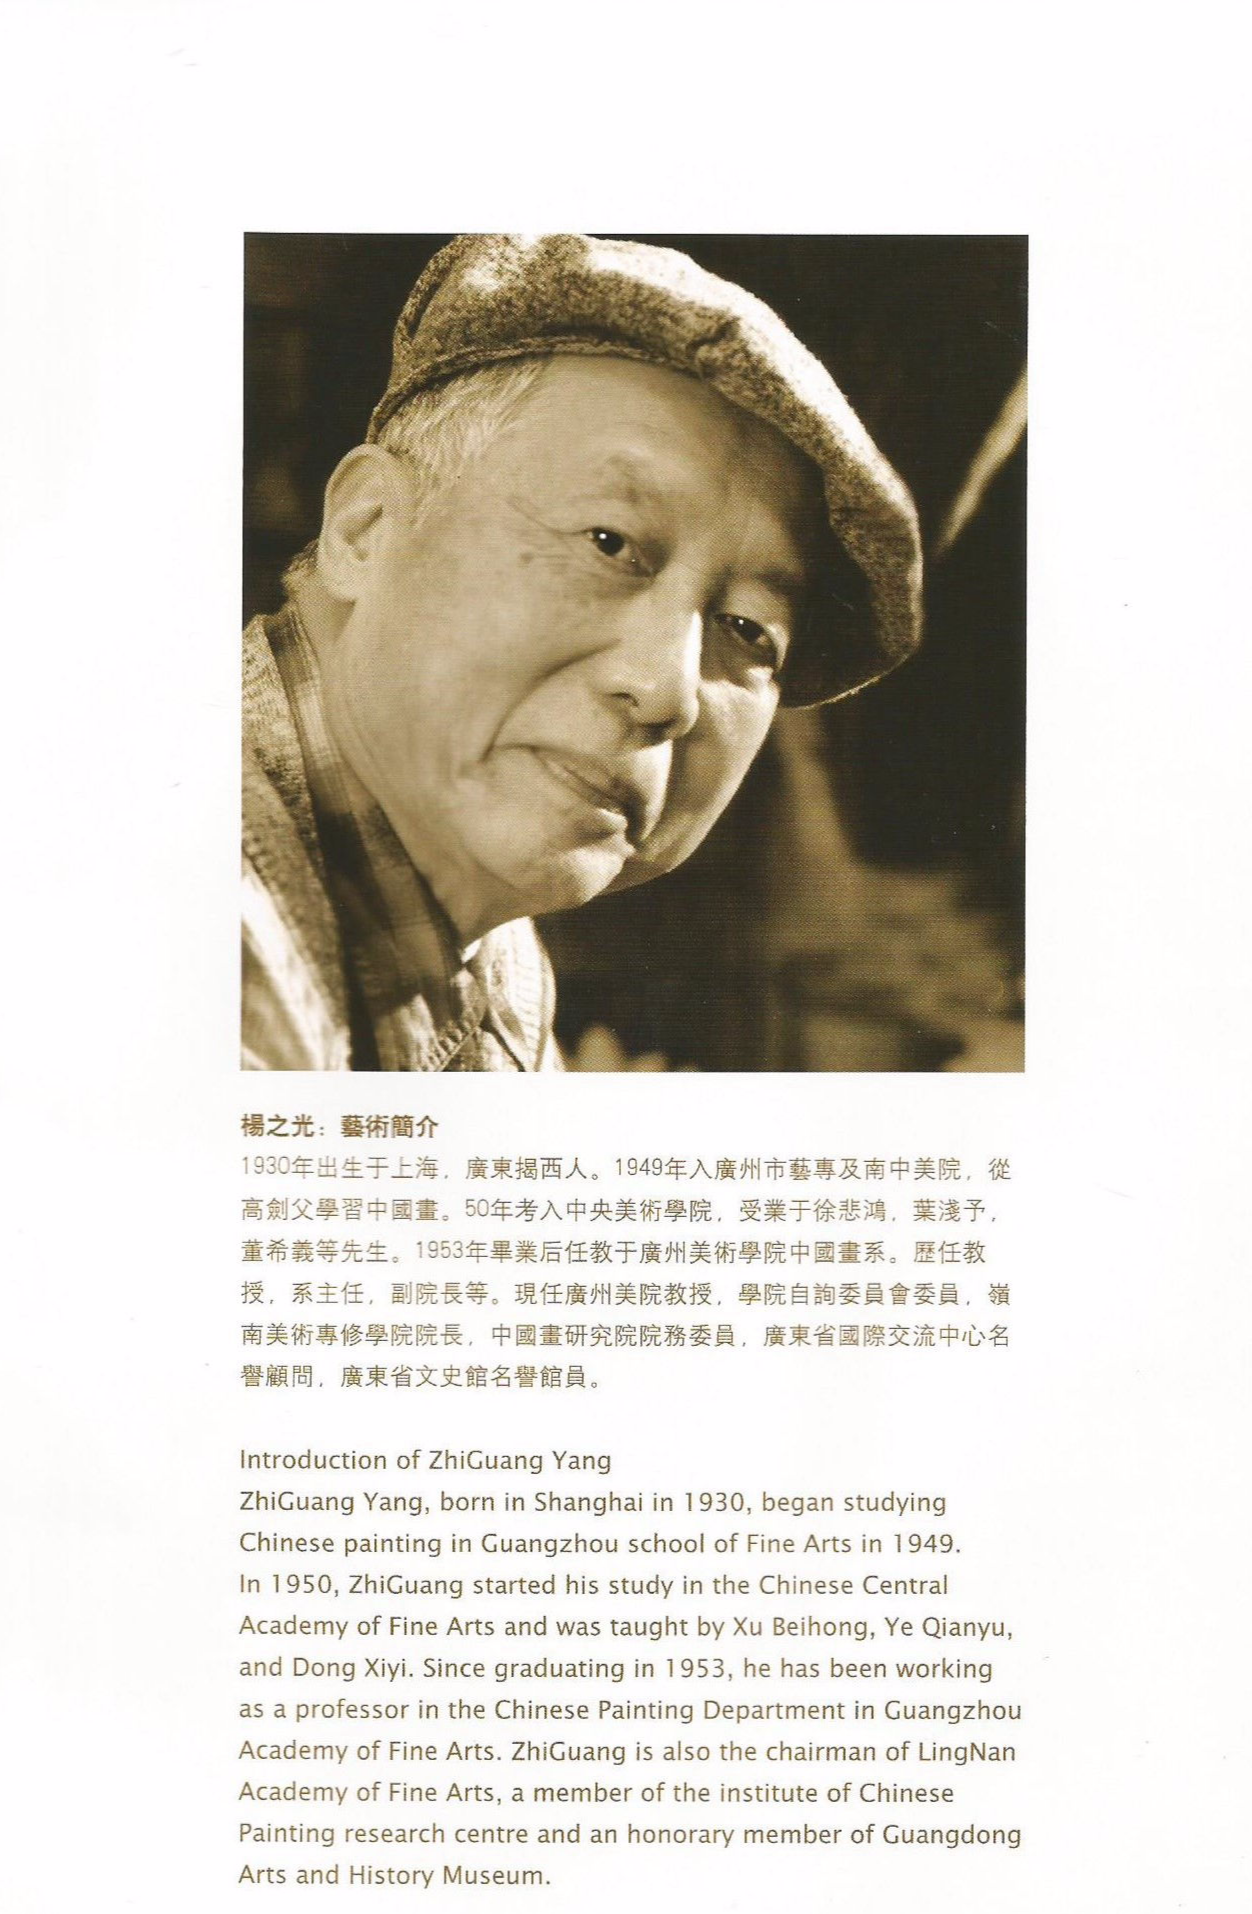 楊之光：藝術簡介
1930年出生于上海，廣東揭西人。1949年入廣州市藝專及南中美院，從
高劍父學習中國畫。50年考入中央美術學院，受業于徐悲鴻，葉淺予，
董希義等先生。1953年畢業后任教于廣州美術學院中國畫系。歷任教
授，系主任，副院長等。現任廣州美院教授，學院自詢委員會委員，嶺
南美術專修學院院長，中國畫研究院院務委員，廣東省國際交流中心名
譽顧問，廣東省文史館名譽館員。
Introduction of ZhiGuang Yang
ZhiGuang Yang, born in Shanghai in 1930, began studying
Chinese painting in Guangzhou school of Fine Arts in 1949.
In 1950, ZhiGuang started his study in the Chinese Central
Academy of Fine Arts and was taught by Xu Beihong, Ye Qianyu,
and Dong Xiyi. Since graduating in 1953, he has been working
as a professor in the Chinese Painting Department in Guangzhou
Academy of Fine Arts. ZhiGuang is also the chairman of LingNan
Academy of Fine Arts, a member of the institute of Chinese
Painting research centre and an honorary member of Guangdong
Arts and History Museum.